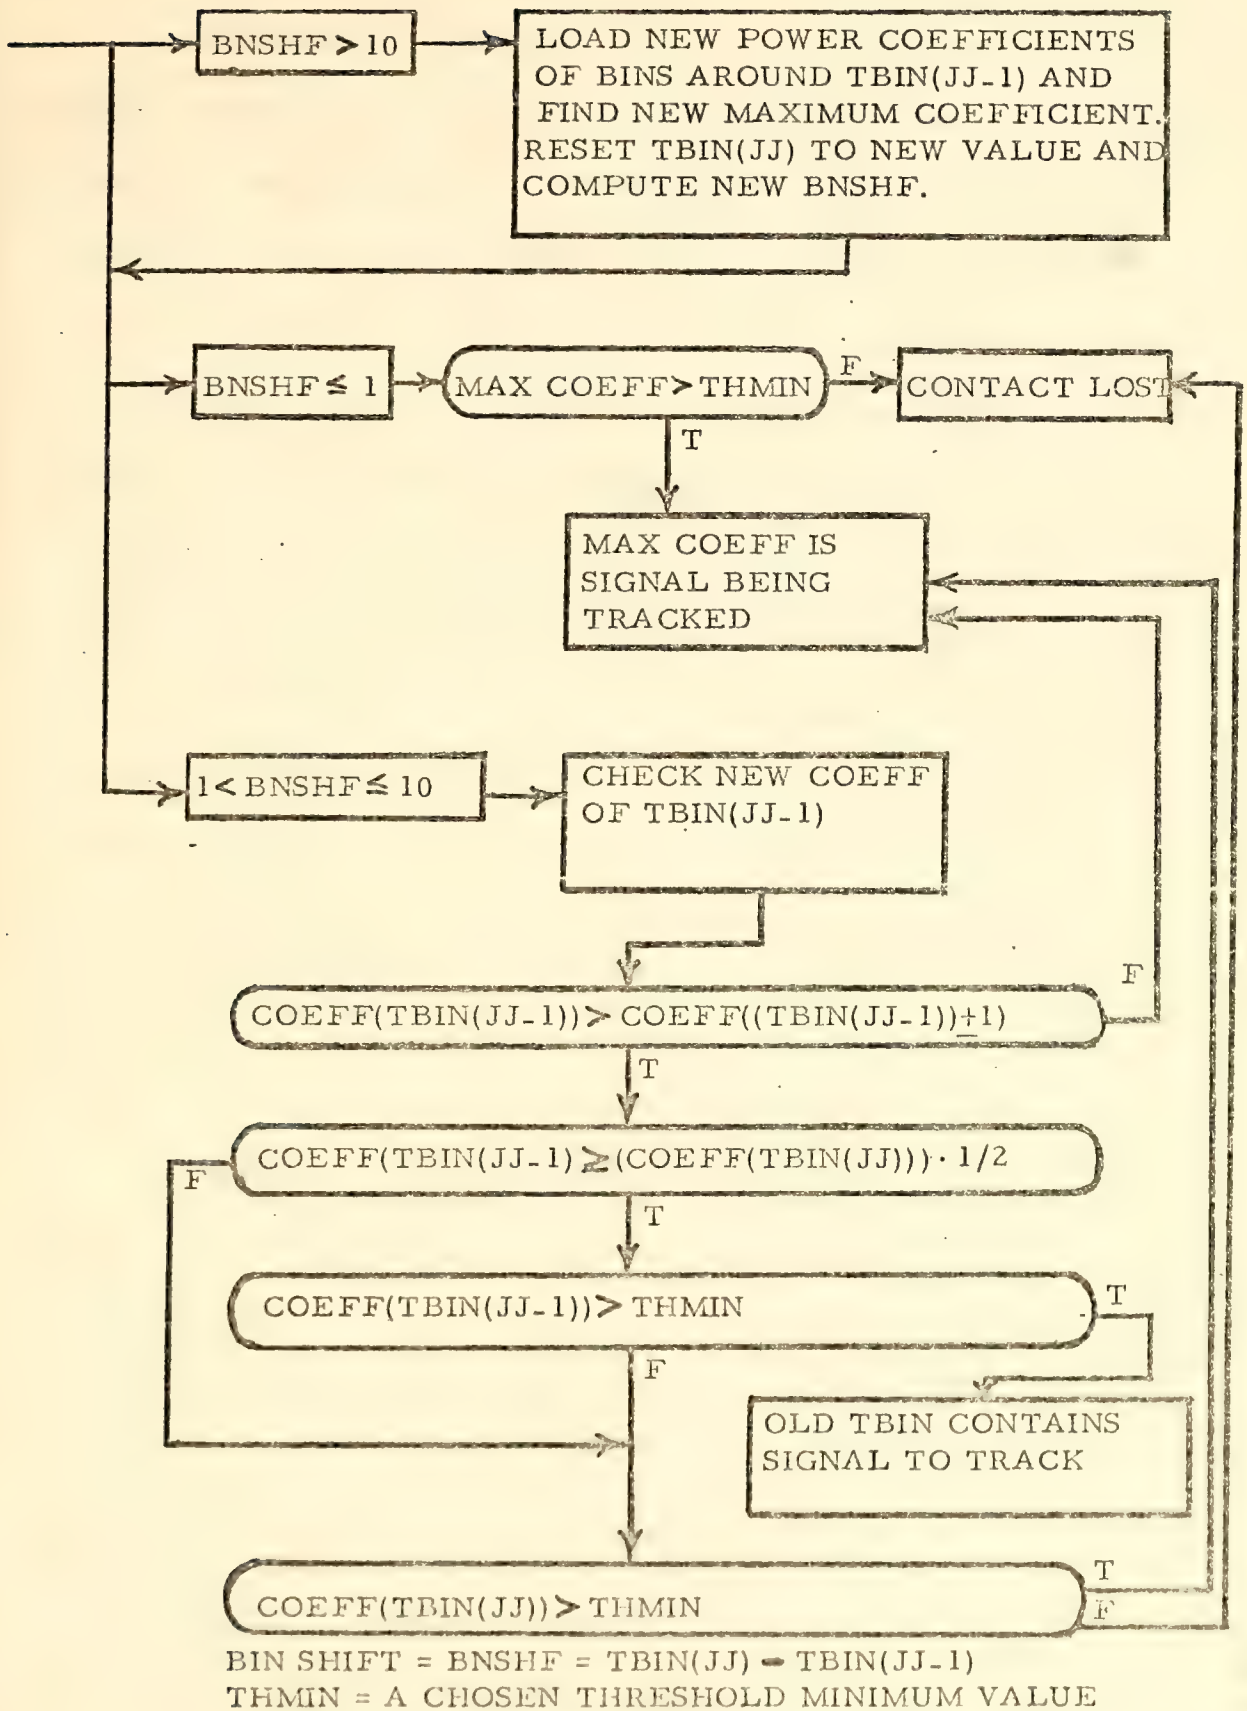 BNSHF > 10
LOAD NEW POWER COEFFICIENTS
OF BINS AROUND TBIN(JJ-1) AND
FIND NEW MAXIMUM COEFFICIENT.
RESET TBIN(JJ) TO NEW VALUE AND
COMPUTE NEW BNSHF.
BNSHF ≤ 1
MAX COEFF > THMIN
F
CONTACT LOST
T
MAX COEFF IS
SIGNAL BEING
TRACKED
1 < BNSHF ≤ 10
CHECK NEW COEFF
OF TBIN(JJ-1)
COEFF(TBIN(JJ-1)) > COEFF((TBIN(JJ-1))±1)
F
T
COEFF(TBIN(JJ-1) ≥ (COEFF(TBIN(JJ))) · 1/2
F
T
COEFF(TBIN(JJ-1)) > THMIN
T
F
OLD TBIN CONTAINS
SIGNAL TO TRACK
COEFF(TBIN(JJ)) > THMIN
T
F
BIN SHIFT = BNSHF = TBIN(JJ) - TBIN(JJ-1)
THMIN = A CHOSEN THRESHOLD MINIMUM VALUE